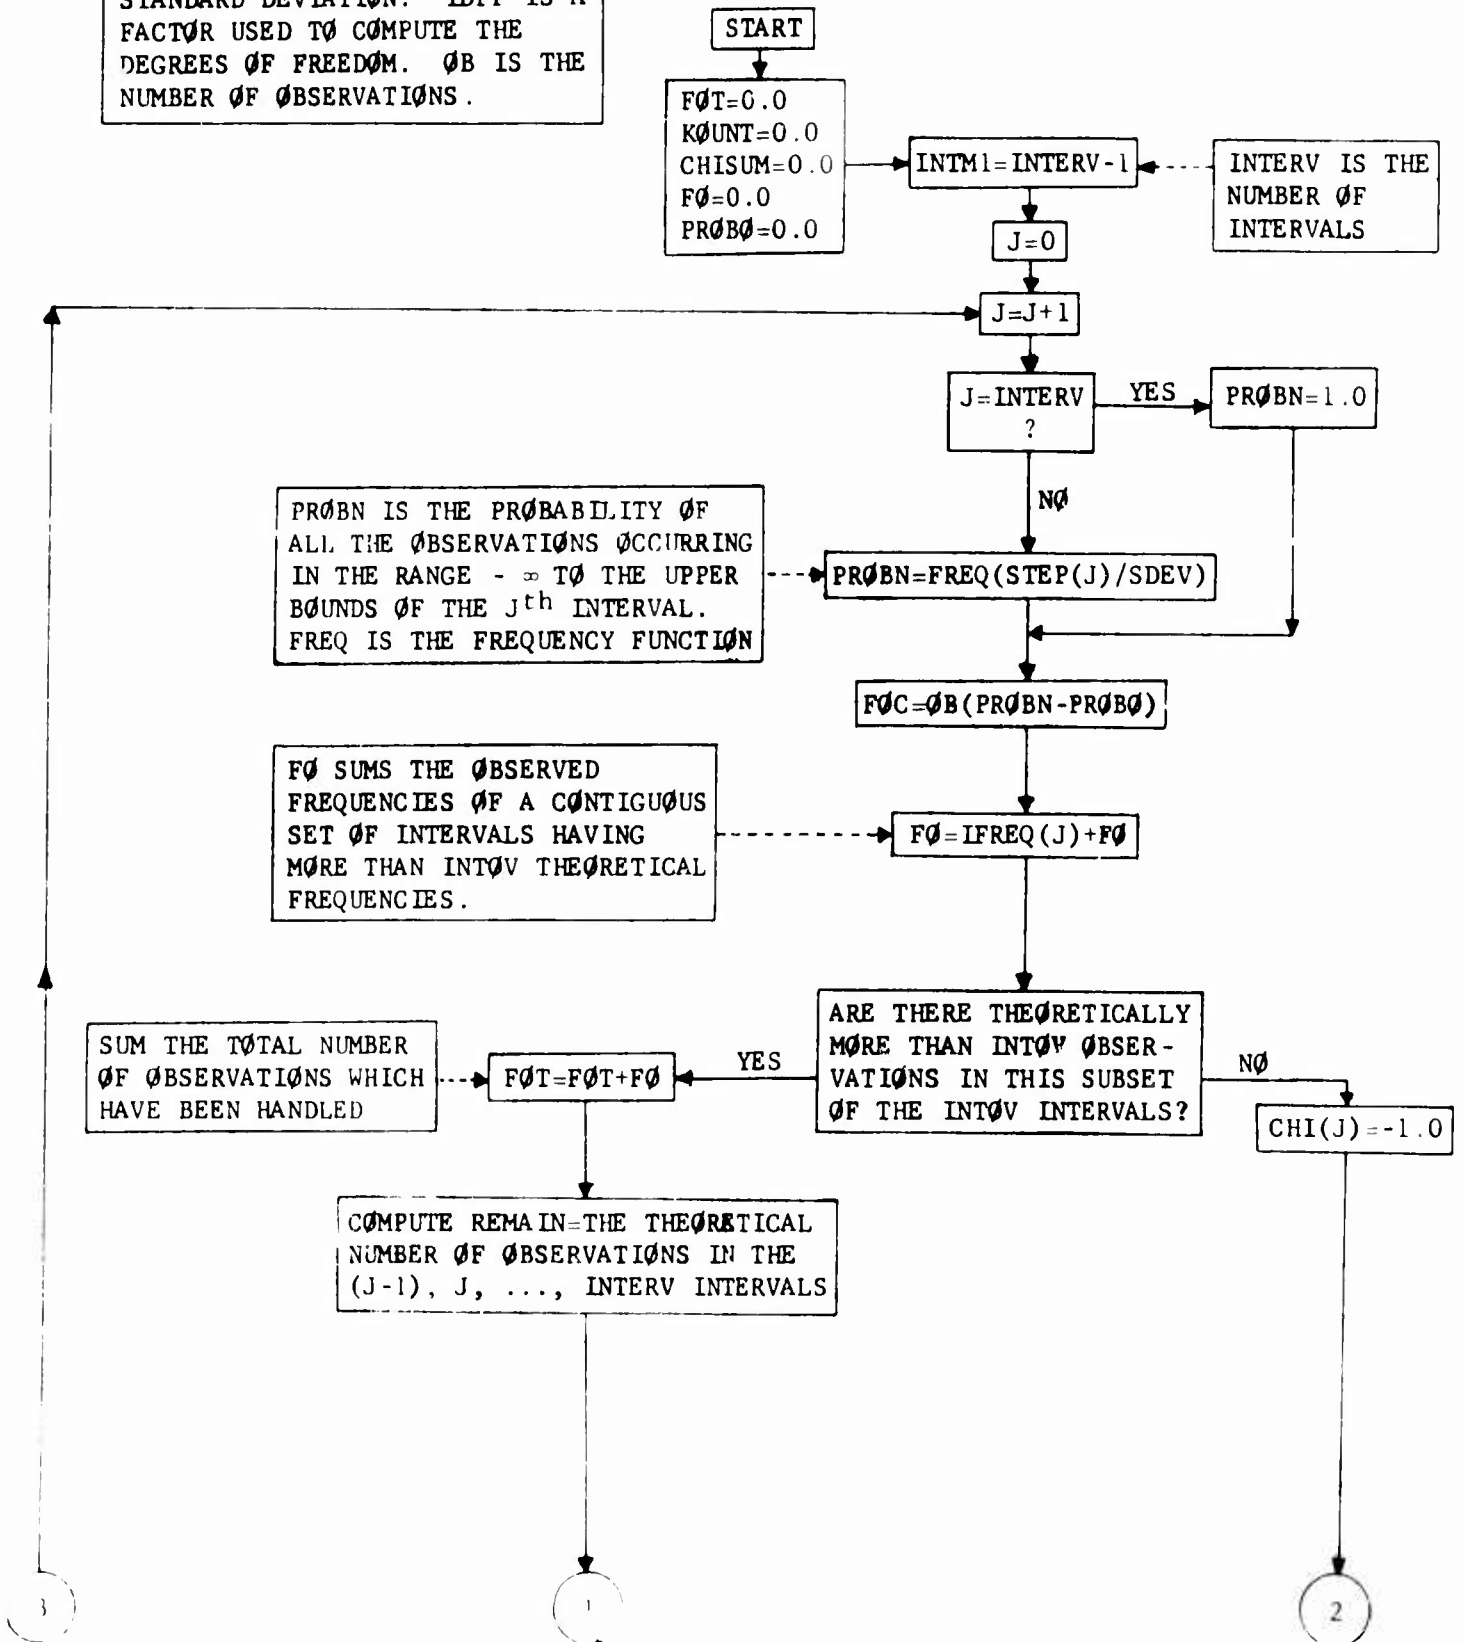 STANDARD DEVIATIØN. IDFF IS A
FACTØR USED TØ CØMPUTE THE
DEGREES ØF FREEDØM. ØB IS THE
NUMBER ØF ØBSERVATIØNS.
START
FØT=0.0
KØUNT=0.0
CHISUM=0.0
FØ=0.0
PRØBØ=0.0
INTM1=INTERV-1
INTERV IS THE
NUMBER ØF
INTERVALS
J=0
J=J+1
J=INTERV
?
YES
PRØBN=1.0
NØ
PRØBN IS THE PRØBABILITY ØF
ALL THE ØBSERVATIØNS ØCCURRING
IN THE RANGE - ∞ TØ THE UPPER
BØUNDS ØF THE Jth INTERVAL.
FREQ IS THE FREQUENCY FUNCTIØN
PRØBN=FREQ(STEP(J)/SDEV)
FØC=ØB(PRØBN-PRØBØ)
FØ SUMS THE ØBSERVED
FREQUENCIES ØF A CØNTIGUØUS
SET ØF INTERVALS HAVING
MØRE THAN INTØV THEØRETICAL
FREQUENCIES.
FØ=IFREQ(J)+FØ
ARE THERE THEØRETICALLY
MØRE THAN INTØV ØBSER-
VATIØNS IN THIS SUBSET
ØF THE INTØV INTERVALS?
YES
NØ
SUM THE TØTAL NUMBER
ØF ØBSERVATIØNS WHICH
HAVE BEEN HANDLED
FØT=FØT+FØ
CHI(J)=-1.0
CØMPUTE REMAIN=THE THEØRETICAL
NUMBER ØF ØBSERVATIØNS IN THE
(J-1), J, ..., INTERV INTERVALS
3
1
2